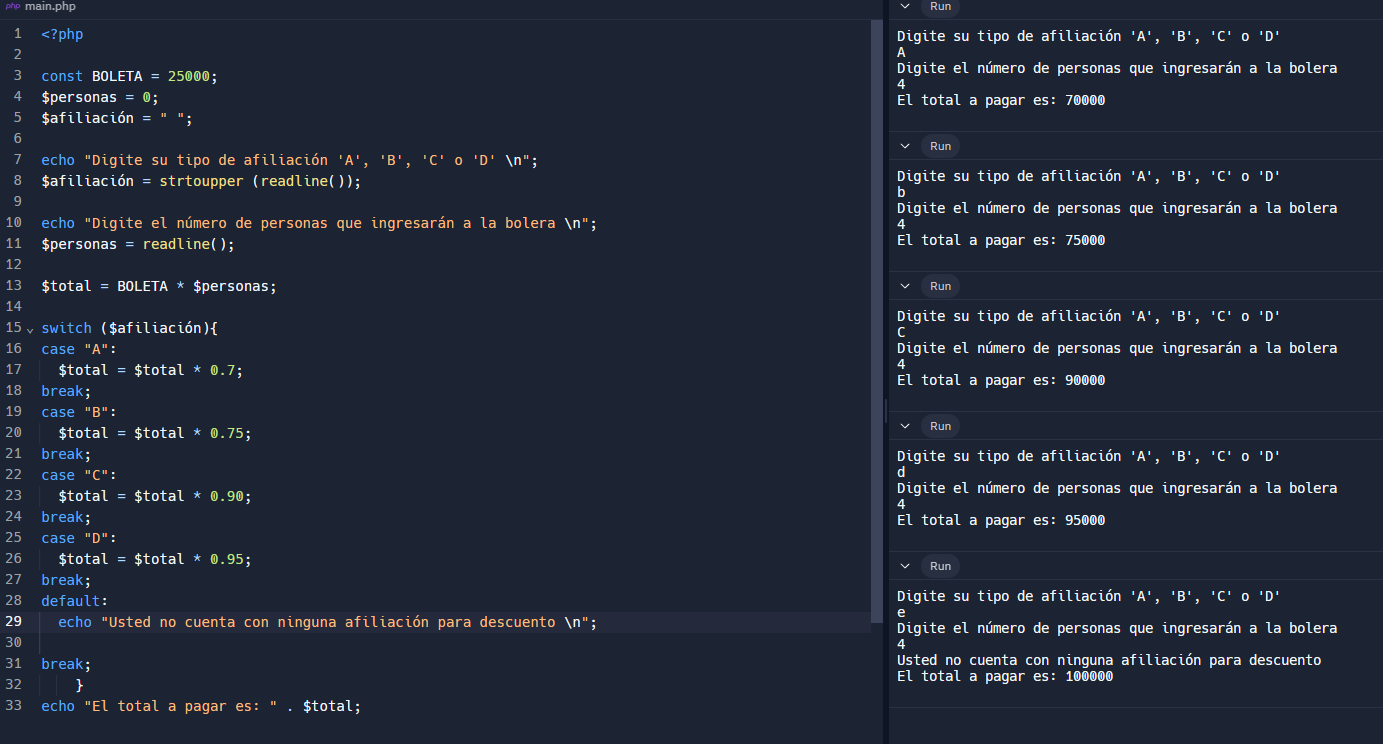 php main.php
1 <?php
2
3 const BOLETA = 25000;
4 $personas = 0;
5 $afiliación = " ";
6
7 echo "Digite su tipo de afiliación 'A', 'B', 'C' o 'D' \n";
8 $afiliación = strtoupper (readline());
9
10 echo "Digite el número de personas que ingresarán a la bolera \n";
11 $personas = readline();
12
13 $total = BOLETA * $personas;
14
15 switch ($afiliación){
16 case "A":
17 $total = $total * 0.7;
18 break;
19 case "B":
20 $total = $total * 0.75;
21 break;
22 case "C":
23 $total = $total * 0.90;
24 break;
25 case "D":
26 $total = $total * 0.95;
27 break;
28 default:
29 echo "Usted no cuenta con ninguna afiliación para descuento \n";
30
31 break;
32 }
33 echo "El total a pagar es: " . $total;
Run
Digite su tipo de afiliación 'A', 'B', 'C' o 'D'
A
Digite el número de personas que ingresarán a la bolera
4
El total a pagar es: 70000
Run
Digite su tipo de afiliación 'A', 'B', 'C' o 'D'
b
Digite el número de personas que ingresarán a la bolera
4
El total a pagar es: 75000
Run
Digite su tipo de afiliación 'A', 'B', 'C' o 'D'
C
Digite el número de personas que ingresarán a la bolera
4
El total a pagar es: 90000
Run
Digite su tipo de afiliación 'A', 'B', 'C' o 'D'
d
Digite el número de personas que ingresarán a la bolera
4
El total a pagar es: 95000
Run
Digite su tipo de afiliación 'A', 'B', 'C' o 'D'
e
Digite el número de personas que ingresarán a la bolera
4
Usted no cuenta con ninguna afiliación para descuento
El total a pagar es: 100000